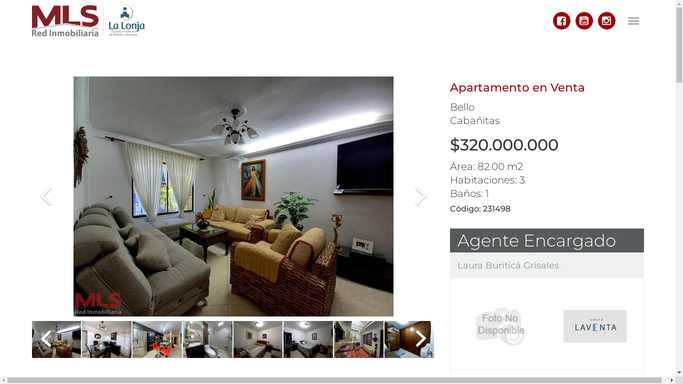 MLS
Red Inmobiliaria
La Lonja
Apartamento en Venta
Bello
Cabañitas
$320.000.000
Área: 82.00 m2
Habitaciones: 3
Baños: 1
Código: 231498
Agente Encargado
Laura Buriticá Grisales
Foto No
Disponible
LAVENTA
MLS
Red Inmobiliaria